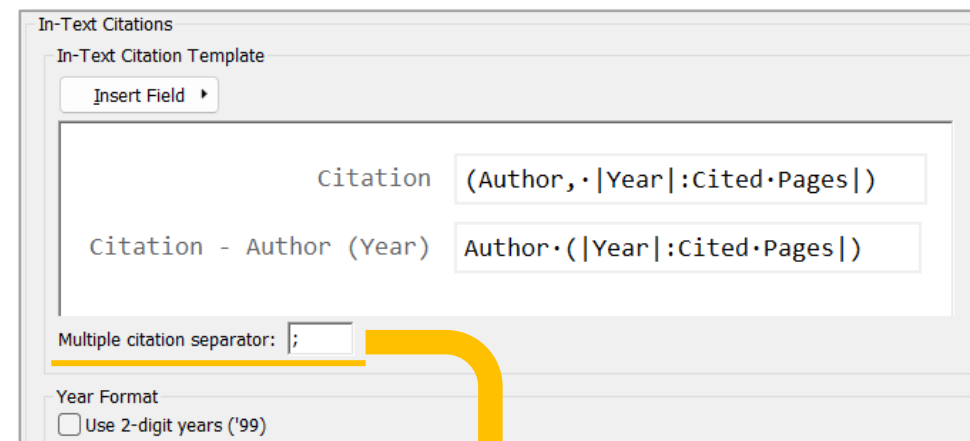 In-Text Citations
In-Text Citation Template
Insert Field
Citation (Author,·|Year|:Cited·Pages|)
Citation - Author (Year) Author·(|Year|:Cited·Pages|)
Multiple citation separator: ;
Year Format
Use 2-digit years ('99)